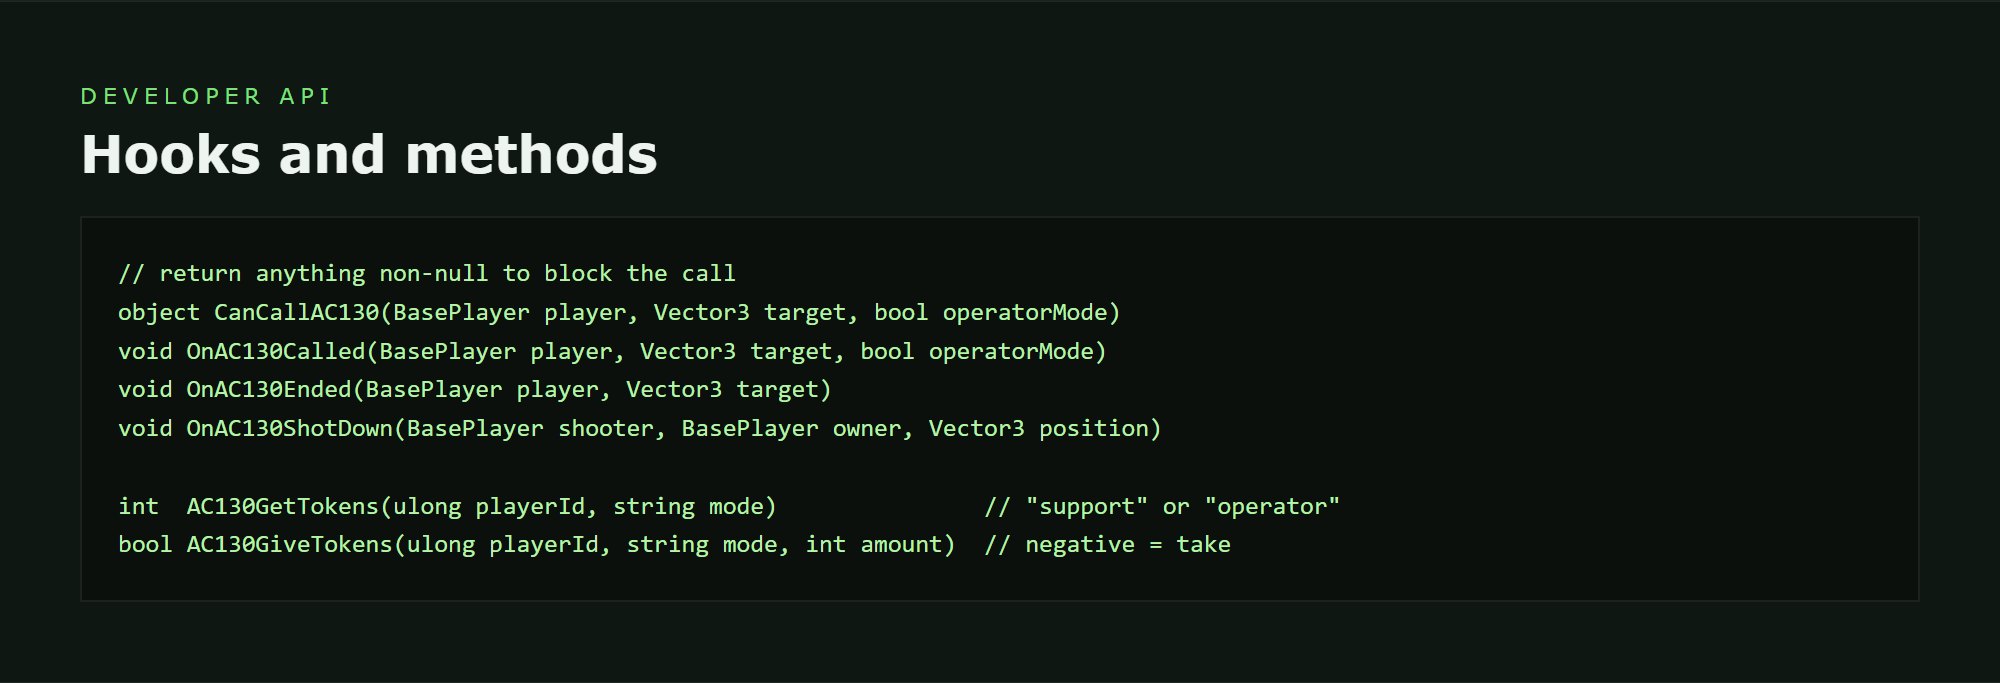 DEVELOPER API
Hooks and methods
// return anything non-null to block the call
object CanCallAC130(BasePlayer player, Vector3 target, bool operatorMode)
void OnAC130Called(BasePlayer player, Vector3 target, bool operatorMode)
void OnAC130Ended(BasePlayer player, Vector3 target)
void OnAC130ShotDown(BasePlayer shooter, BasePlayer owner, Vector3 position)
int  AC130GetTokens(ulong playerId, string mode)               // "support" or "operator"
bool AC130GiveTokens(ulong playerId, string mode, int amount)  // negative = take